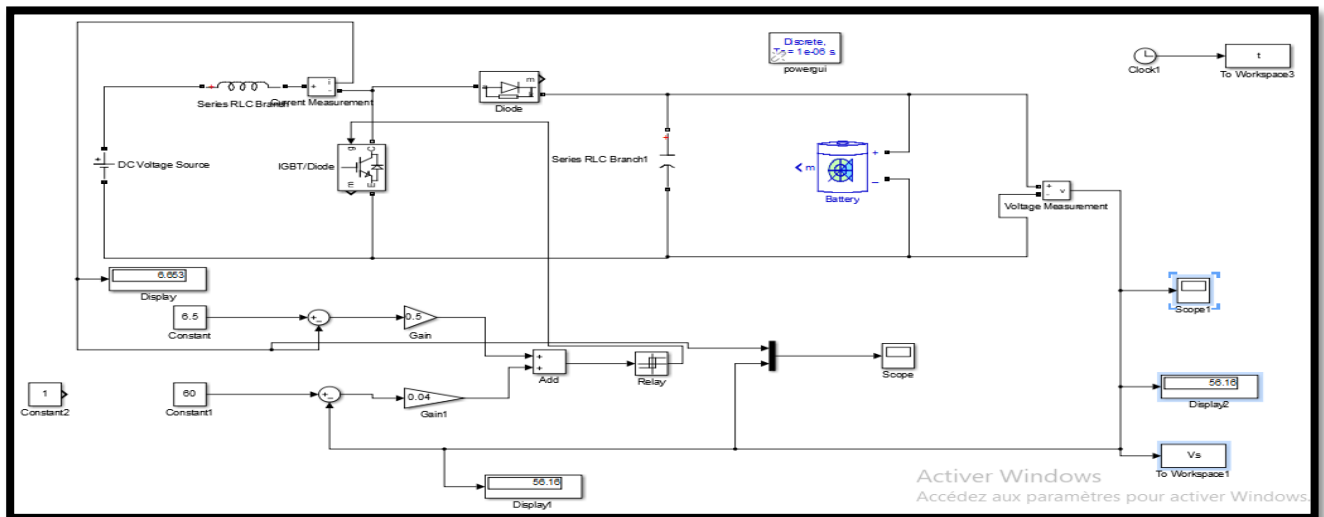 Discrete,
Ts = 1e-06 s.
powergui
Clock1
t
To Workspace3
Series RLC Branch
Current Measurement
i
+
-
m
a
k
Diode
DC Voltage Source
+
IGBT/Diode
g
C
m
E
Series RLC Branch1
+
m
+
–
Battery
+
-
v
Voltage Measurement
6.653
Display
6.5
Constant
0.5
Gain
+
+
Add
Relay
Scope
Scope1
1
Constant2
60
Constant1
0.04
Gain1
56.16
Display2
Vs
To Workspace1
56.16
Display1
Activer Windows
Accédez aux paramètres pour activer Windows.